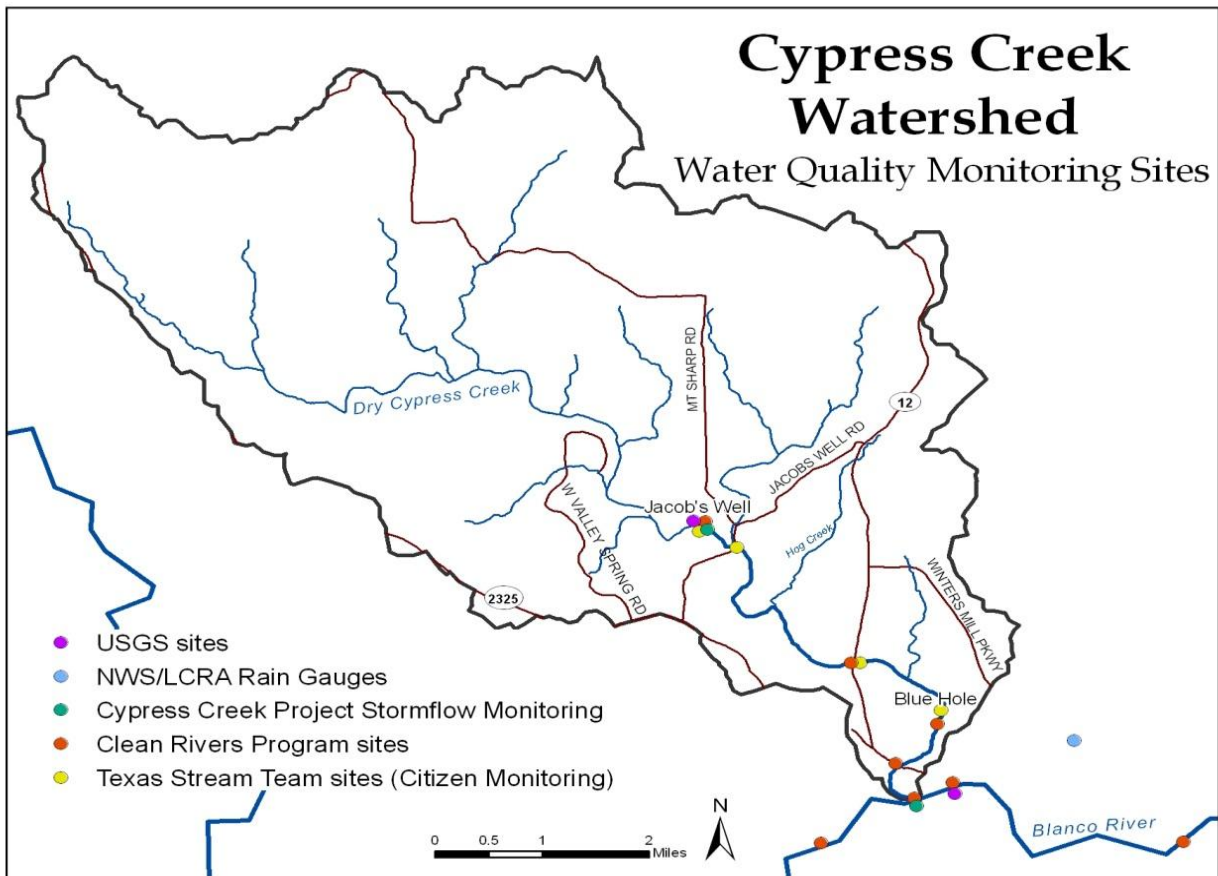 Cypress Creek
Watershed
Water Quality Monitoring Sites
MT SHARP RD
Dry Cypress Creek
12
JACOBS WELL RD
Jacob's Well
W VALLEY SPRING RD
Hog Creek
WINTERS MILL PKWY
2325
USGS sites
NWS/LCRA Rain Gauges
Cypress Creek Project Stormflow Monitoring
Clean Rivers Program sites
Texas Stream Team sites (Citizen Monitoring)
Blue Hole
N
Blanco River
0 0.5 1 2
Miles